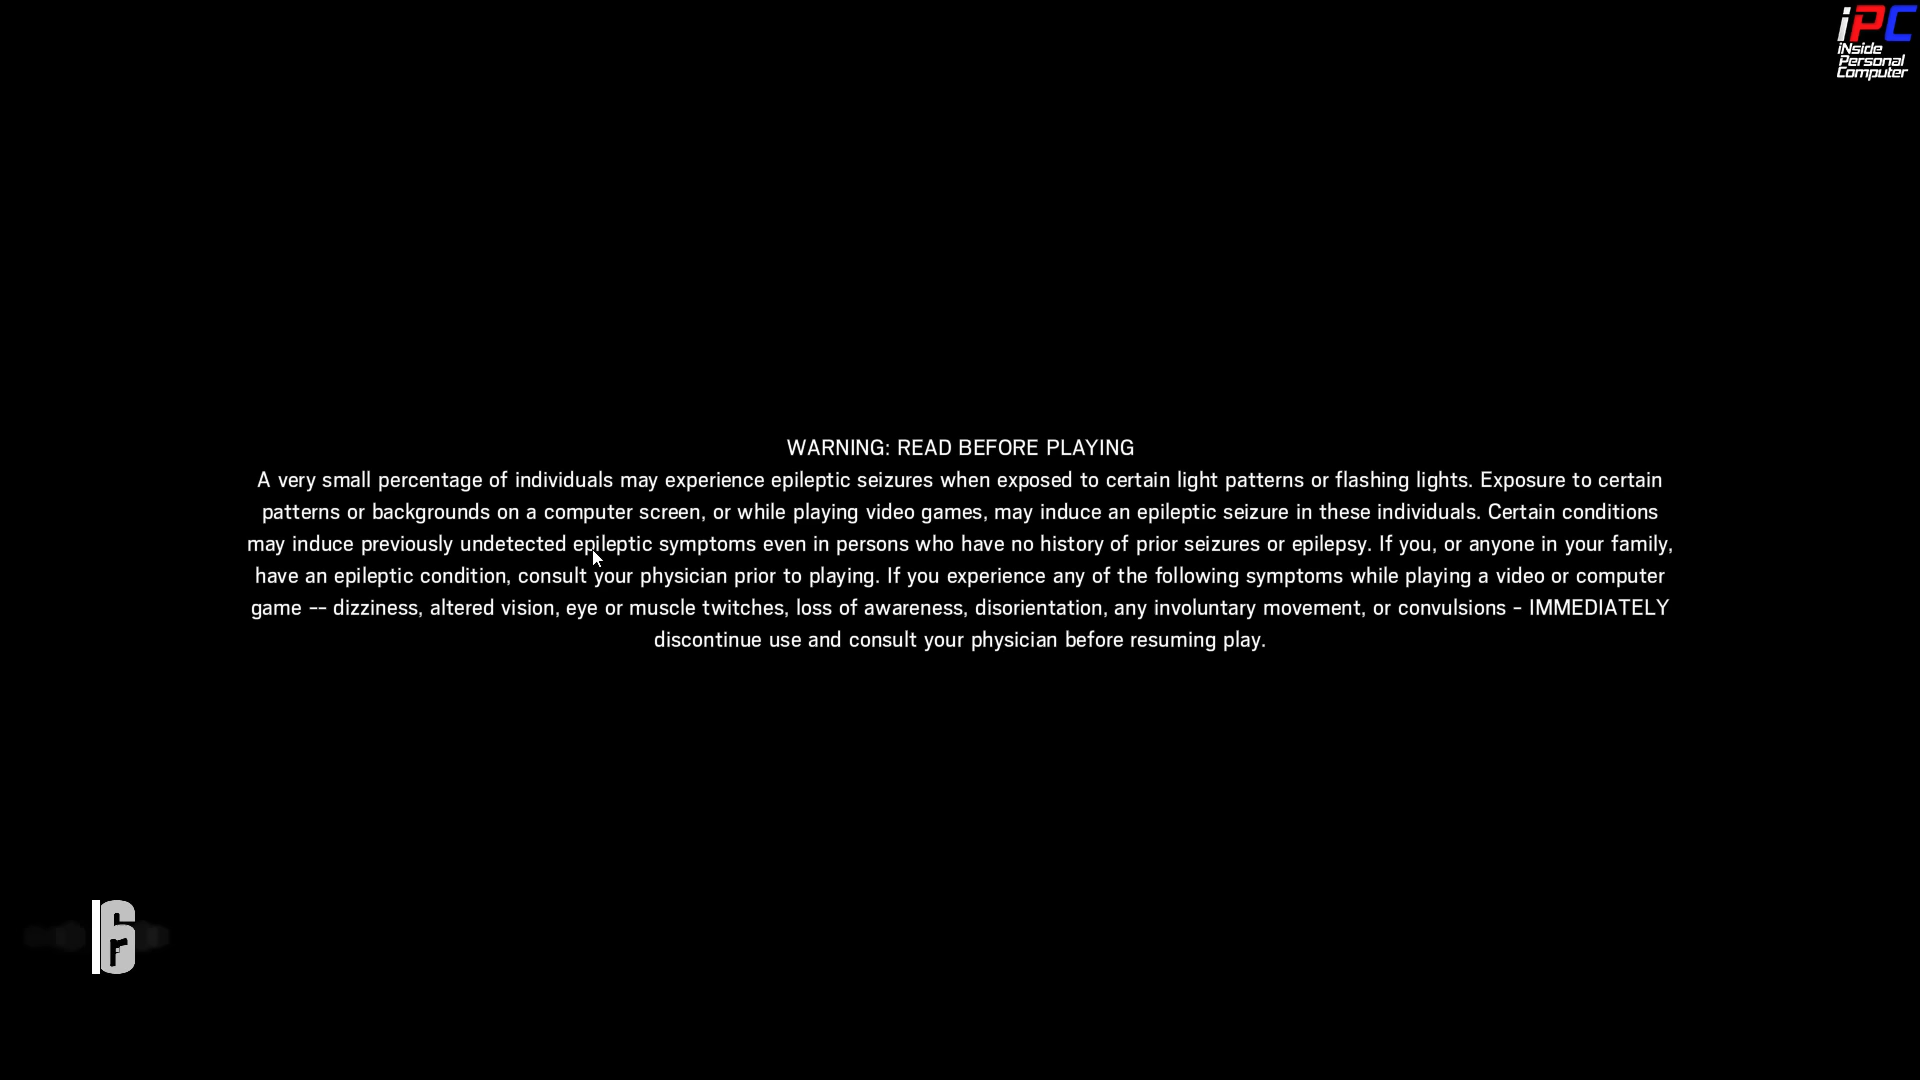 iPC
iNside
Personal
Computer
WARNING: READ BEFORE PLAYING
A very small percentage of individuals may experience epileptic seizures when exposed to certain light patterns or flashing lights. Exposure to certain
patterns or backgrounds on a computer screen, or while playing video games, may induce an epileptic seizure in these individuals. Certain conditions
may induce previously undetected epileptic symptoms even in persons who have no history of prior seizures or epilepsy. If you, or anyone in your family,
have an epileptic condition, consult your physician prior to playing. If you experience any of the following symptoms while playing a video or computer
game -- dizziness, altered vision, eye or muscle twitches, loss of awareness, disorientation, any involuntary movement, or convulsions - IMMEDIATELY
discontinue use and consult your physician before resuming play.
6